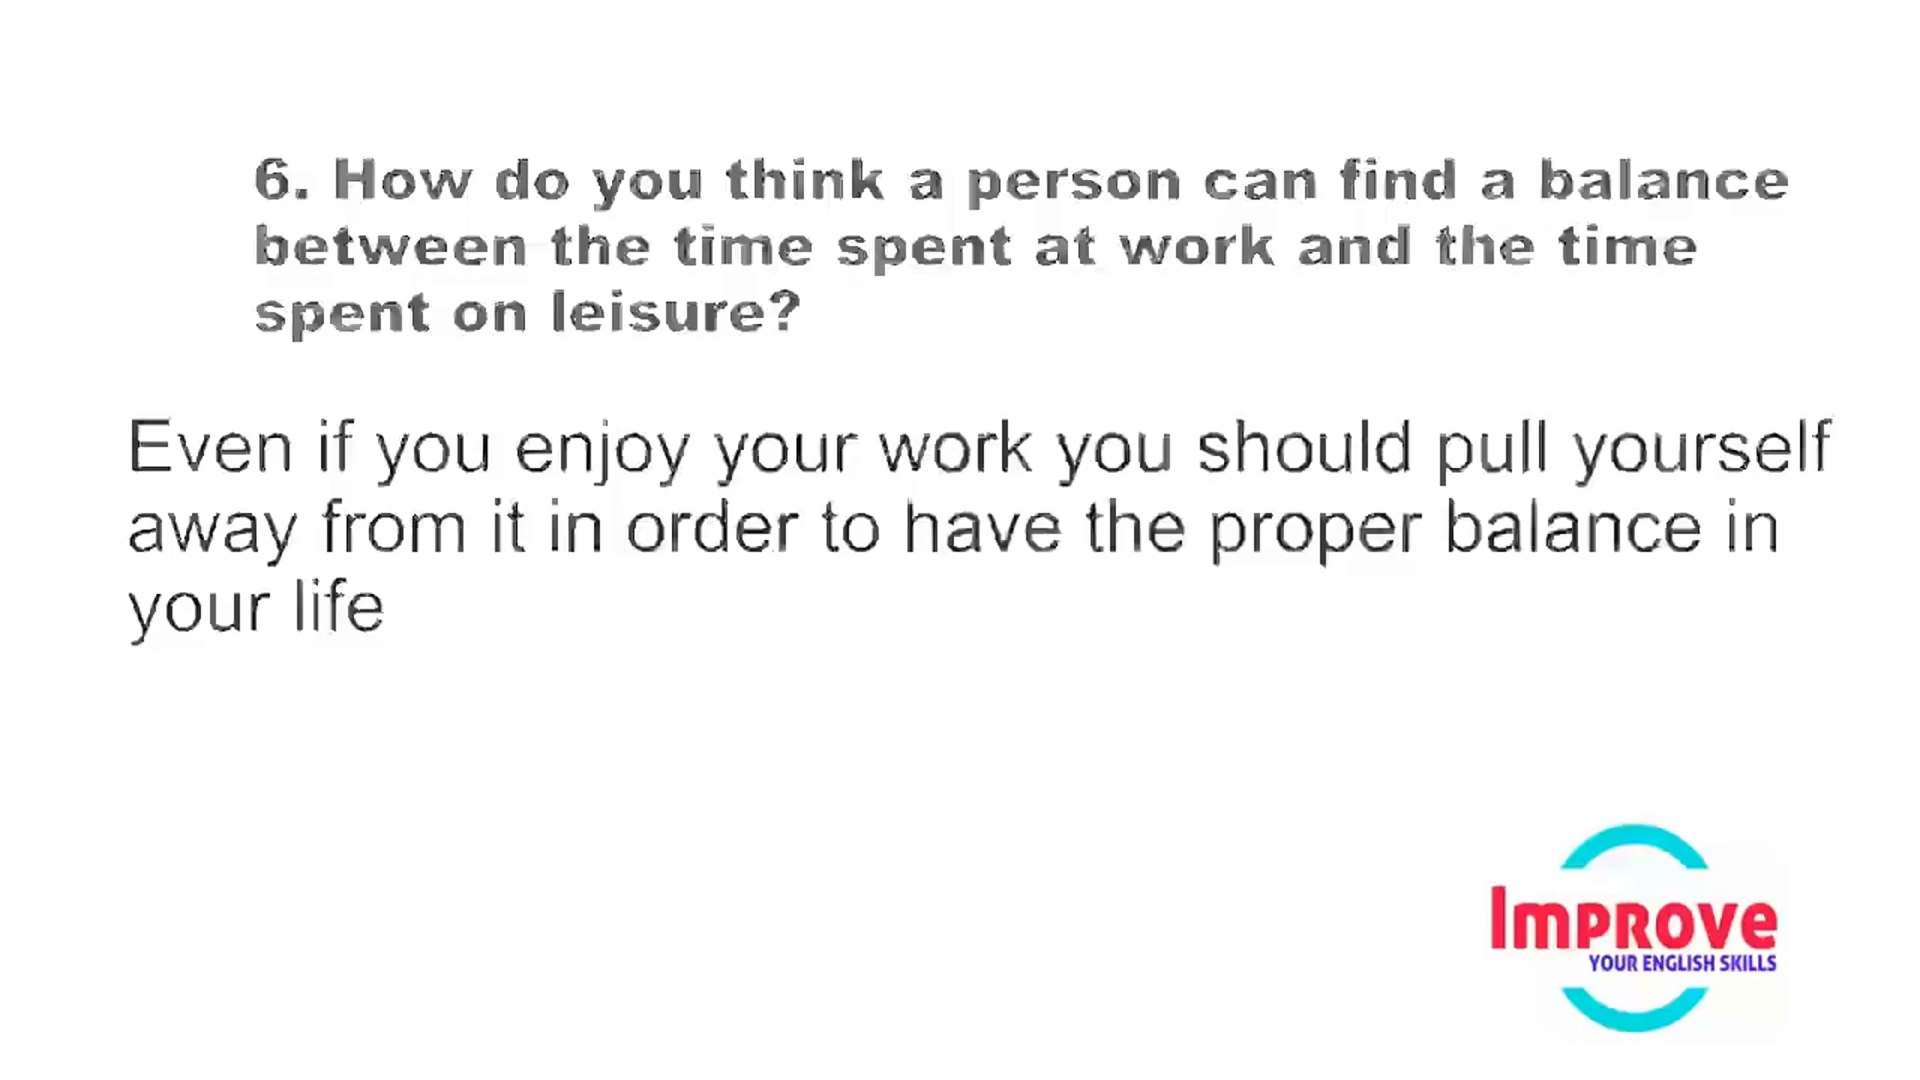 6. How do you think a person can find a balance
between the time spent at work and the time
spent on leisure?
Even if you enjoy your work you should pull yourself
away from it in order to have the proper balance in
your life
Improve
YOUR ENGLISH SKILLS